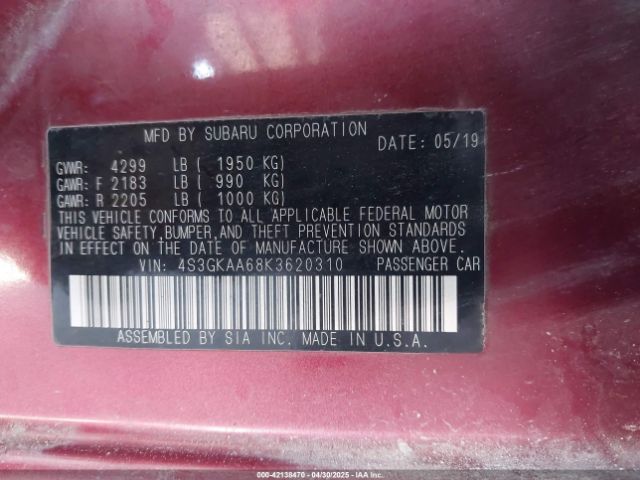 MFD BY SUBARU CORPORATION
DATE: 05/19
GVWR: 4299 LB ( 1950 KG)
GAWR: F 2183 LB ( 990 KG)
GAWR: R 2205 LB ( 1000 KG)
THIS VEHICLE CONFORMS TO ALL APPLICABLE FEDERAL MOTOR
VEHICLE SAFETY, BUMPER, AND THEFT PREVENTION STANDARDS
IN EFFECT ON THE DATE OF MANUFACTURE SHOWN ABOVE.
VIN: 4S3GKAA68K3620310 PASSENGER CAR
ASSEMBLED BY SIA INC. MADE IN U.S.A.
000-42138470 - 04/30/2025 - IAAI.COM COPART